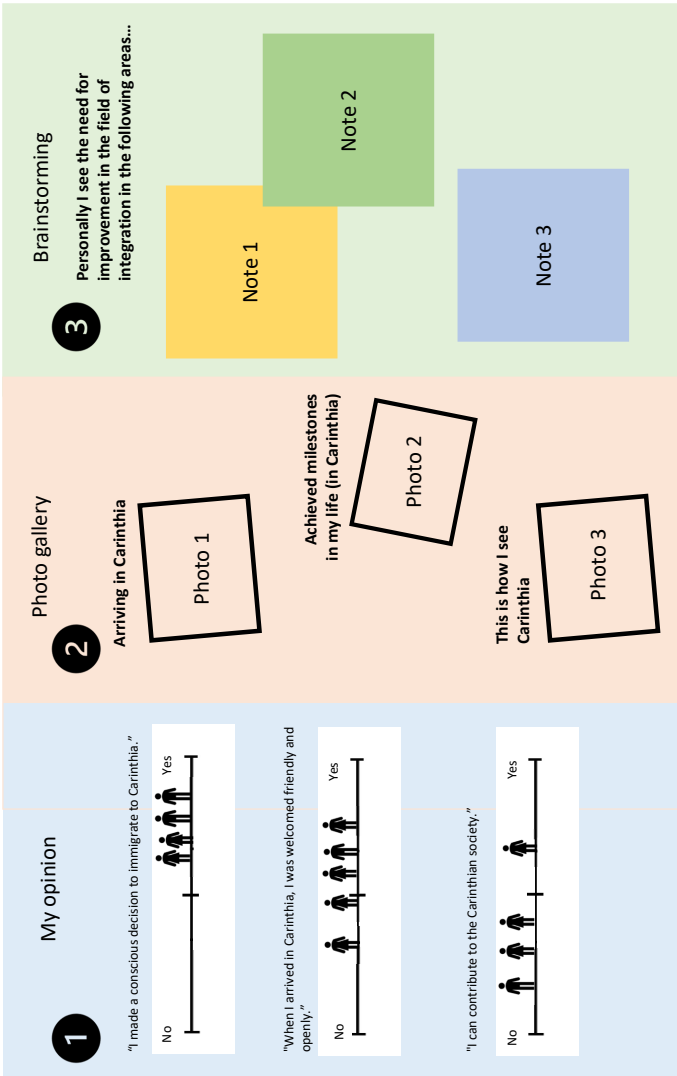 1
My opinion
“I made a conscious decision to immigrate to Carinthia.”
No
Yes
"When I arrived in Carinthia, I was welcomed friendly and
openly.”
No
Yes
"I can contribute to the Carinthian society.”
No
Yes
2
Photo gallery
Arriving in Carinthia
Photo 1
Achieved milestones
in my life (in Carinthia)
Photo 2
This is how I see
Carinthia
Photo 3
3
Brainstorming
Personally I see the need for
improvement in the field of
integration in the following areas…
Note 1
Note 2
Note 3